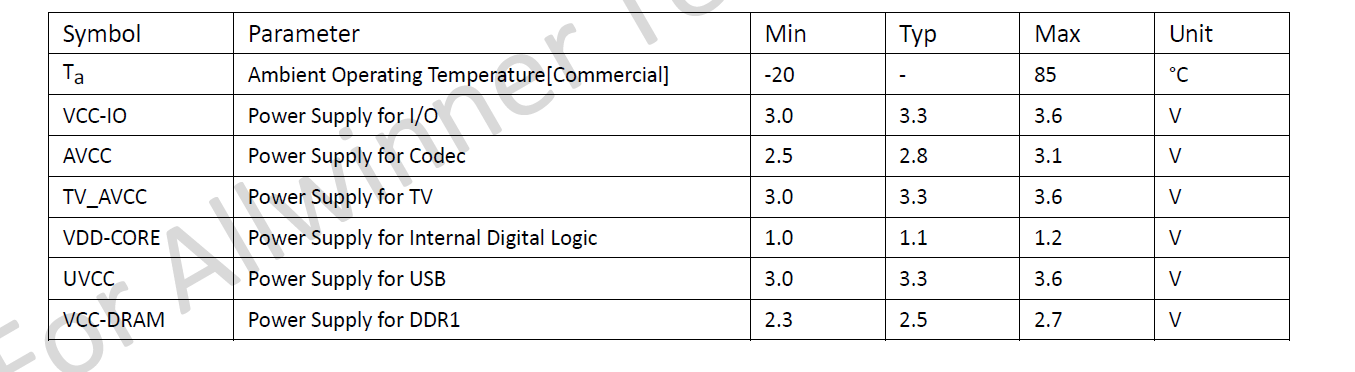 Symbol Parameter Min Typ Max Unit
Ta Ambient Operating Temperature[Commercial] -20 - 85 °C
VCC-IO Power Supply for I/O 3.0 3.3 3.6 V
AVCC Power Supply for Codec 2.5 2.8 3.1 V
TV_AVCC Power Supply for TV 3.0 3.3 3.6 V
VDD-CORE Power Supply for Internal Digital Logic 1.0 1.1 1.2 V
UVCC Power Supply for USB 3.0 3.3 3.6 V
VCC-DRAM Power Supply for DDR1 2.3 2.5 2.7 V
For Allwinner